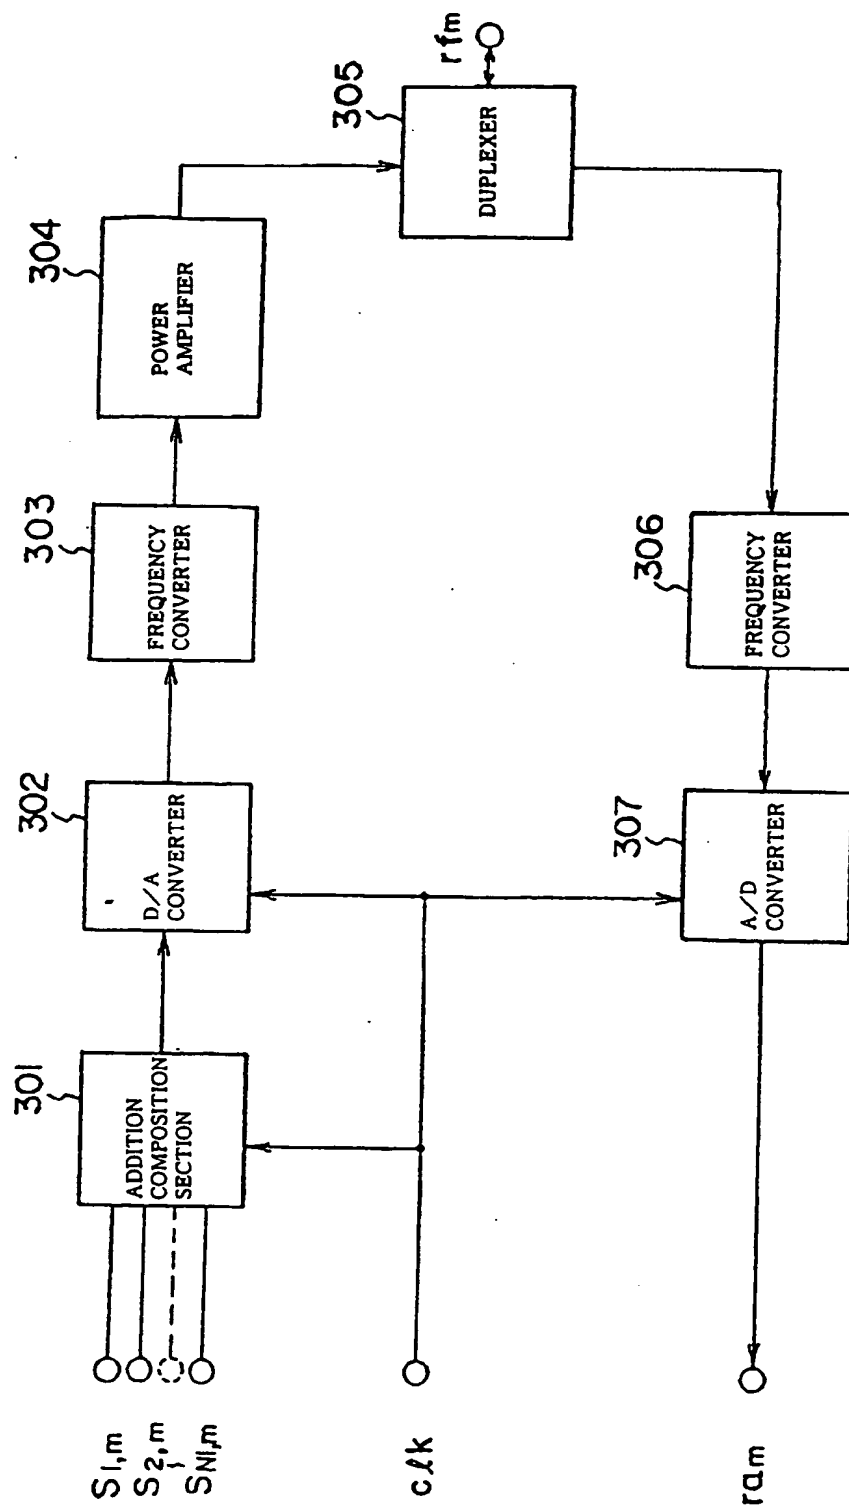 S1,m
S2,m
SN1,m
clk
ram
301
ADDITION
COMPOSITION
SECTION
302
D/A
CONVERTER
303
FREQUENCY
CONVERTER
304
POWER
AMPLIFIER
305
DUPLEXER
rfm
306
FREQUENCY
CONVERTER
307
A/D
CONVERTER